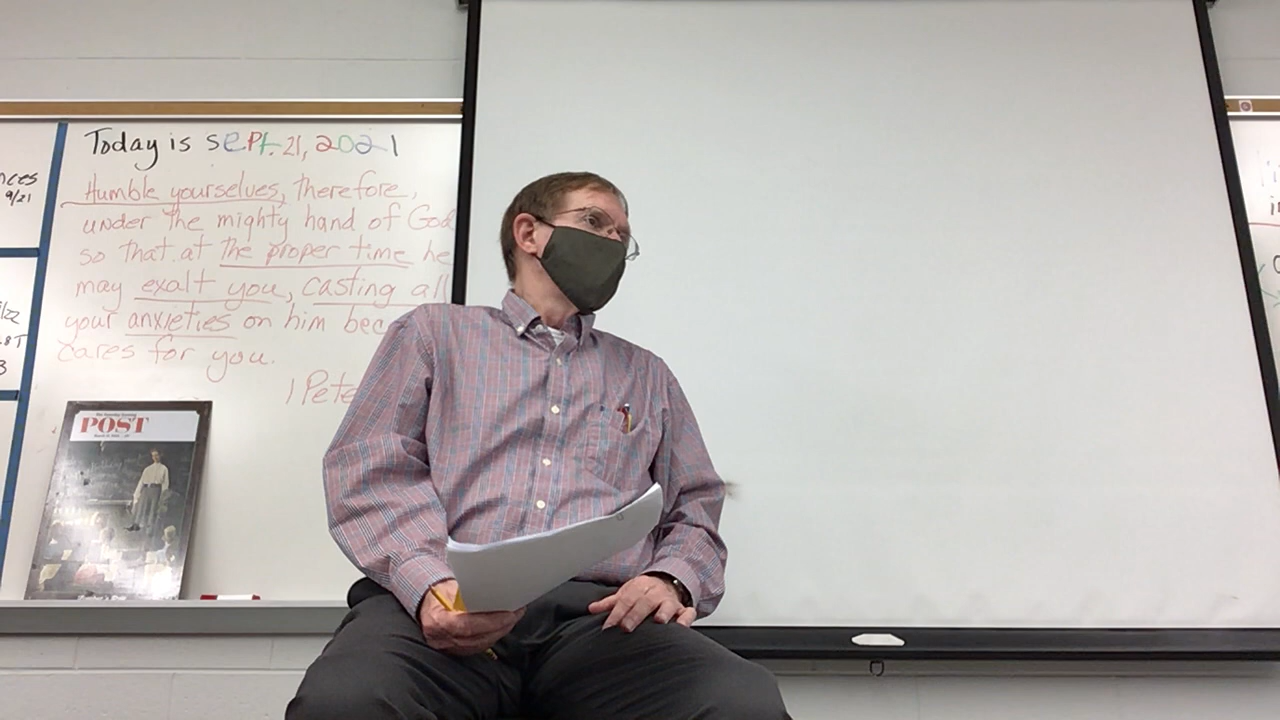 Today is SEPT. 21, 2021
Humble yourselves, therefore,
under the mighty hand of God
so that at the proper time he
may exalt you, casting all
your anxieties on him bec
cares for you.
1 Pete
nces
9/21
POST